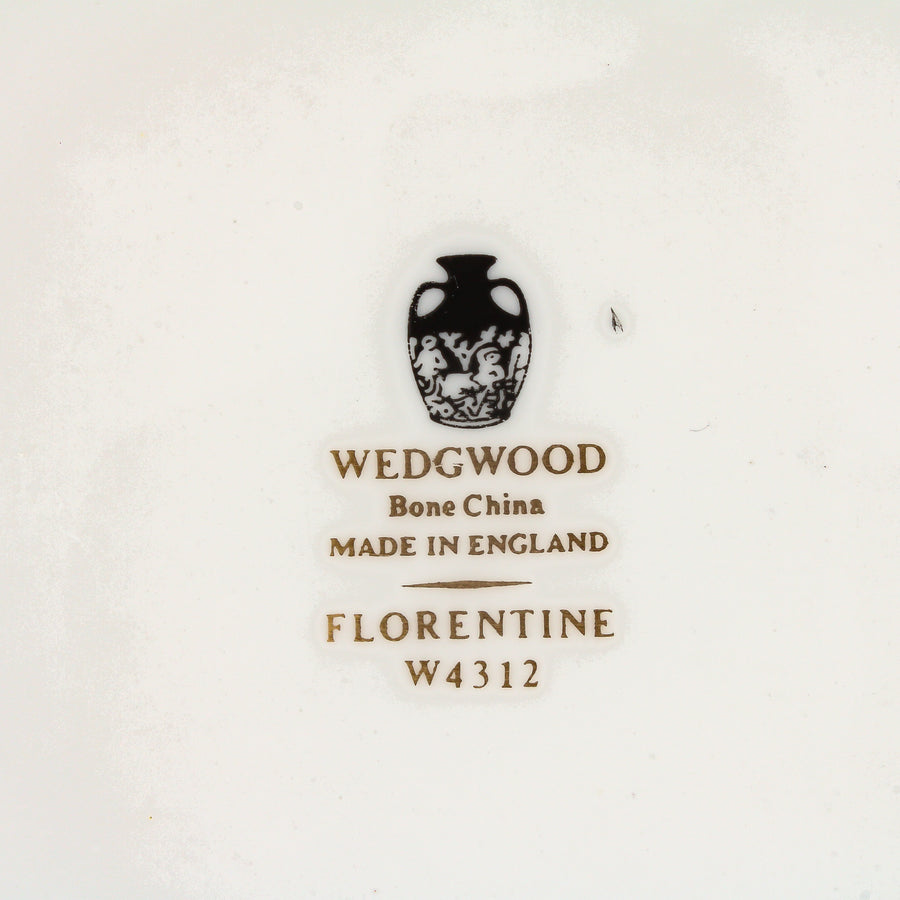 WEDGWOOD
Bone China
MADE IN ENGLAND
FLORENTINE
W4312